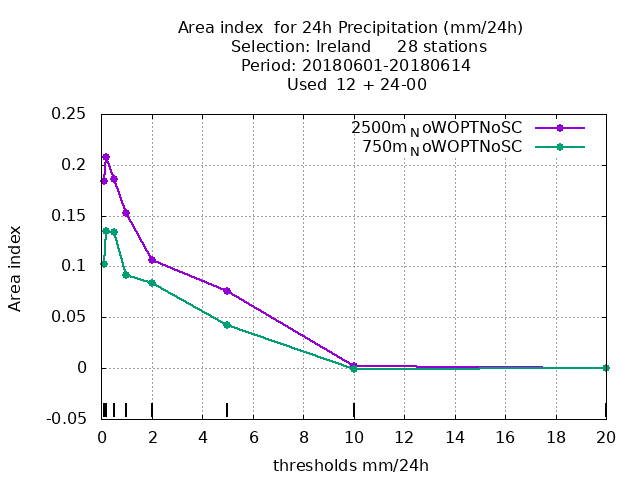 Area index  for 24h Precipitation (mm/24h)
Selection: Ireland     28 stations
Period: 20180601-20180614
Used  12 + 24-00
2500m_NoWOPTNoSC
750m_NoWOPTNoSC
0.25
0.2
0.15
0.1
0.05
0
-0.05
Area index
0 2 4 6 8 10 12 14 16 18 20
thresholds mm/24h